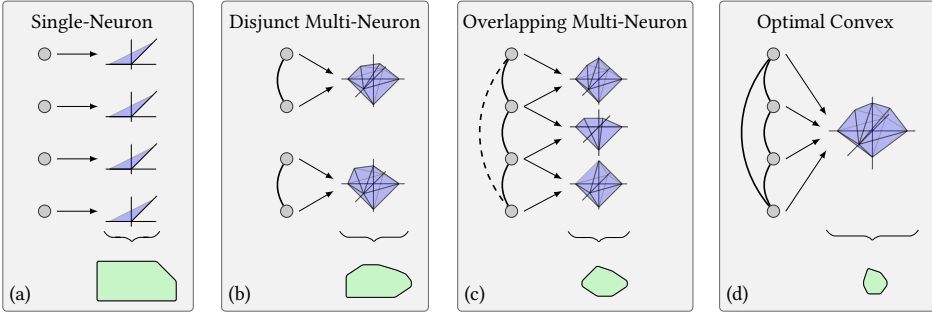 Single-Neuron
Disjunct Multi-Neuron
Overlapping Multi-Neuron
Optimal Convex
(a)
(b)
(c)
(d)